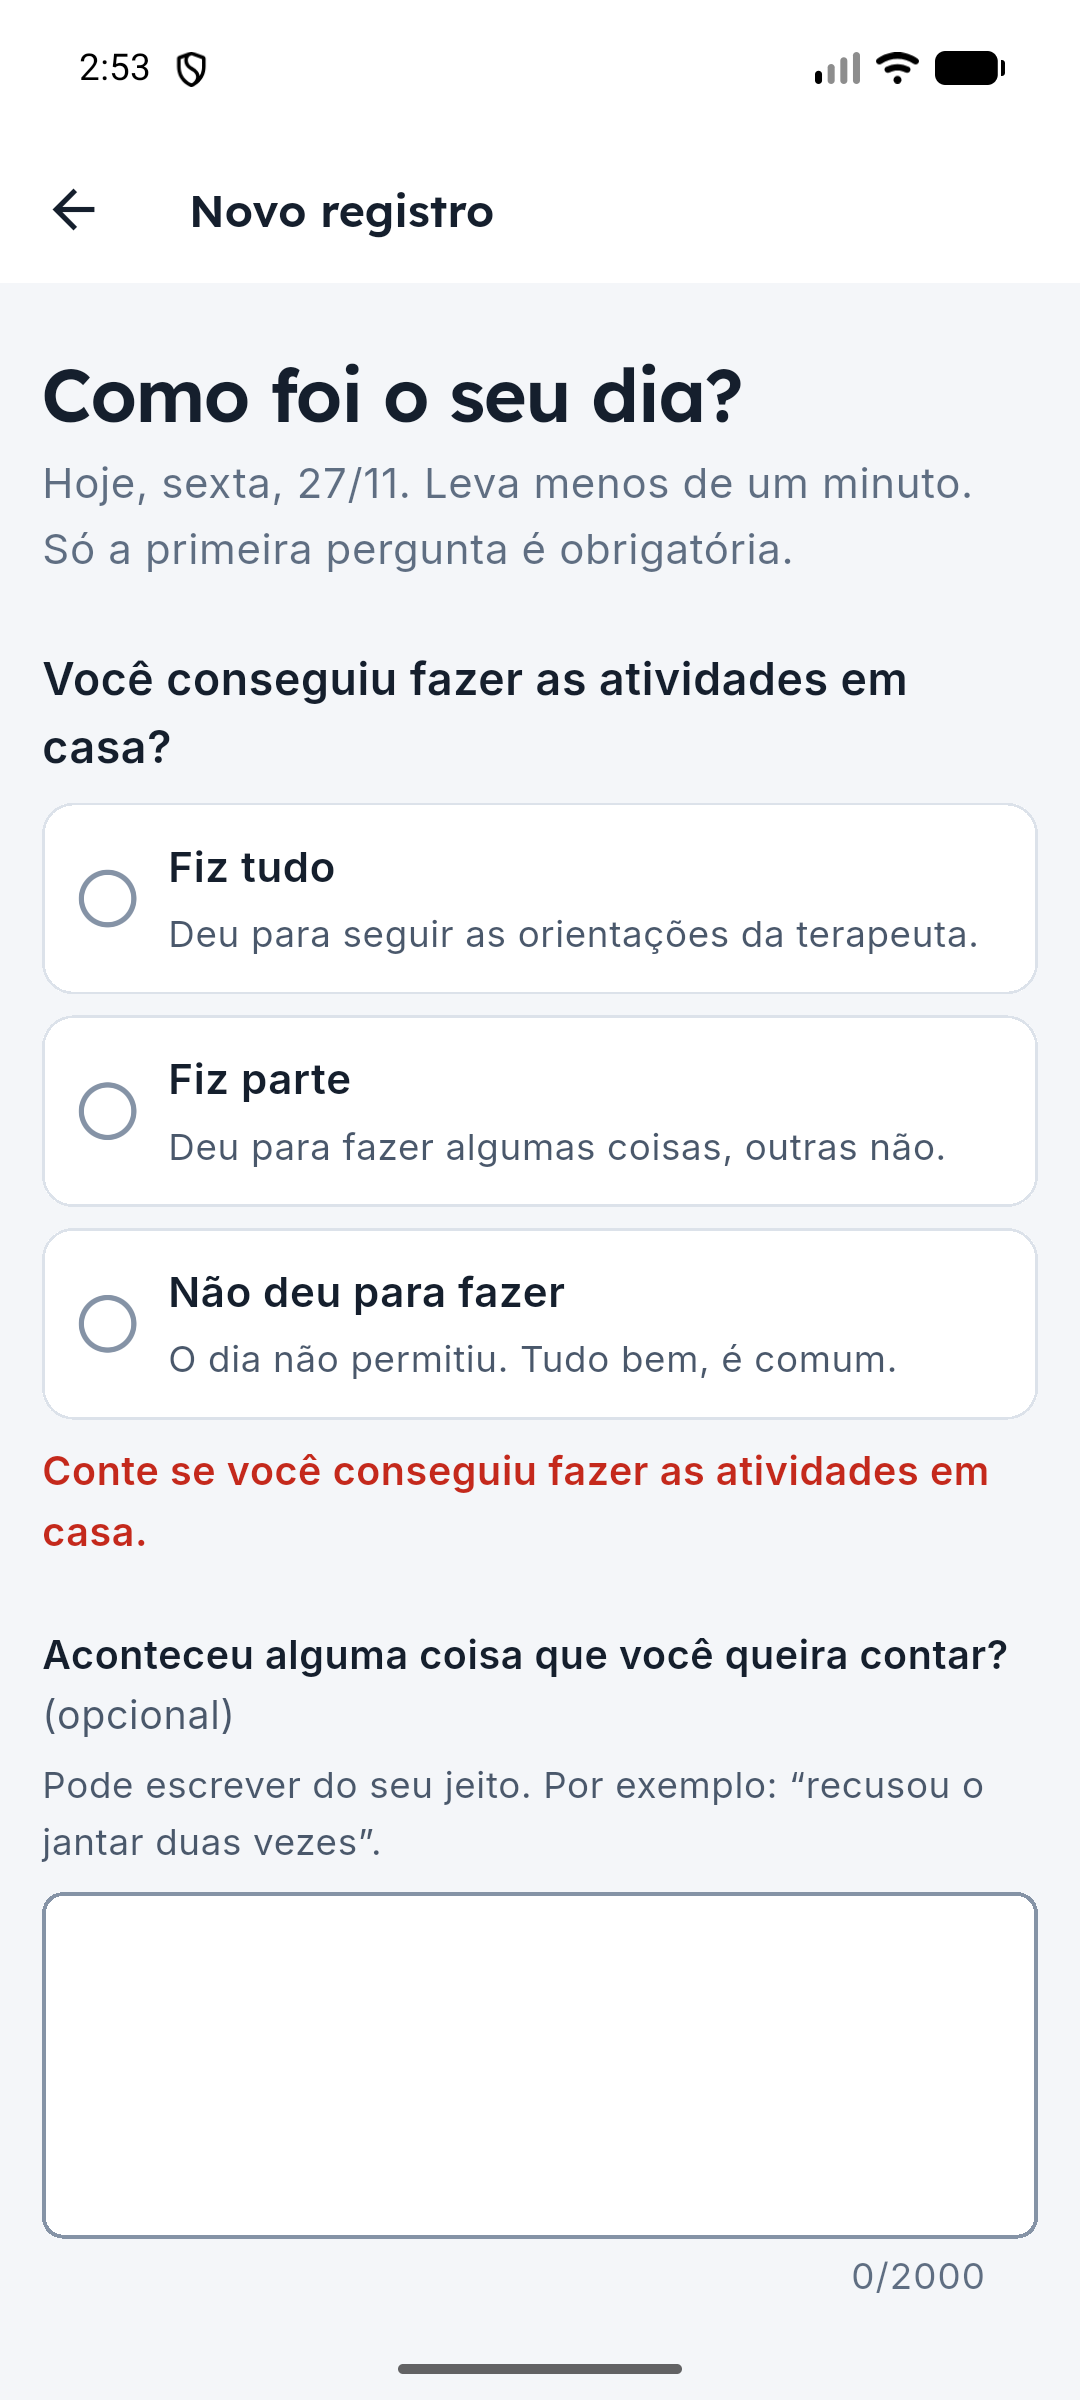 2:53
Novo registro
Como foi o seu dia?
Hoje, sexta, 27/11. Leva menos de um minuto.
Só a primeira pergunta é obrigatória.
Você conseguiu fazer as atividades em
casa?
Fiz tudo
Deu para seguir as orientações da terapeuta.
Fiz parte
Deu para fazer algumas coisas, outras não.
Não deu para fazer
O dia não permitiu. Tudo bem, é comum.
Conte se você conseguiu fazer as atividades em
casa.
Aconteceu alguma coisa que você queira contar?
(opcional)
Pode escrever do seu jeito. Por exemplo: “recusou o
jantar duas vezes”.
0/2000